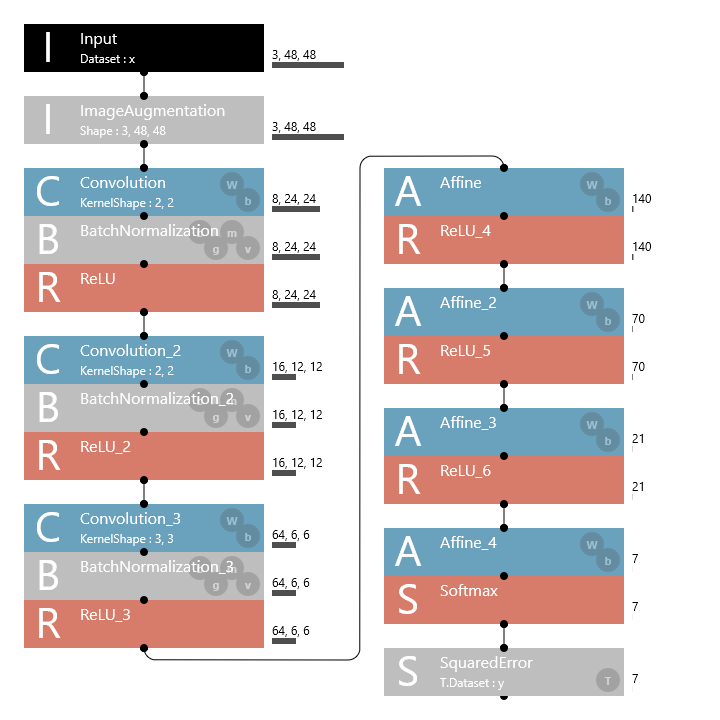 I
Input
Dataset : x
3, 48, 48
I
ImageAugmentation
Shape : 3, 48, 48
3, 48, 48
C
Convolution
KernelShape : 2, 2
W
b
8, 24, 24
B
BatchNormalization
m
g
v
8, 24, 24
R
ReLU
8, 24, 24
C
Convolution_2
KernelShape : 2, 2
W
b
16, 12, 12
B
BatchNormalization_2
g
v
16, 12, 12
R
ReLU_2
16, 12, 12
C
Convolution_3
KernelShape : 3, 3
W
b
64, 6, 6
B
BatchNormalization_3
g
v
64, 6, 6
R
ReLU_3
64, 6, 6
A
Affine
W
b
140
R
ReLU_4
140
A
Affine_2
W
b
70
R
ReLU_5
70
A
Affine_3
W
b
21
R
ReLU_6
21
A
Affine_4
W
b
7
S
Softmax
7
S
SquaredError
T.Dataset : y
T
7